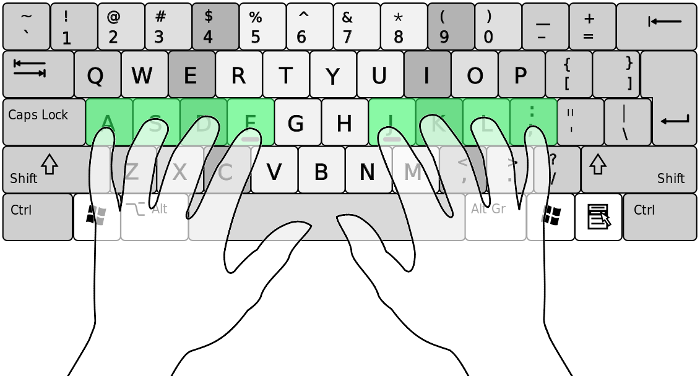 ~ ! @ # $ % ^ & * ( ) — +
` 1 2 3 4 5 6 7 8 9 0 – =
Q W E R T Y U I O P { }
[ ]
Caps Lock A S D F G H J K L : " |
; ' \
Shift Z X C V B N M < > ? Shift
, . /
Ctrl Alt Alt Gr Ctrl